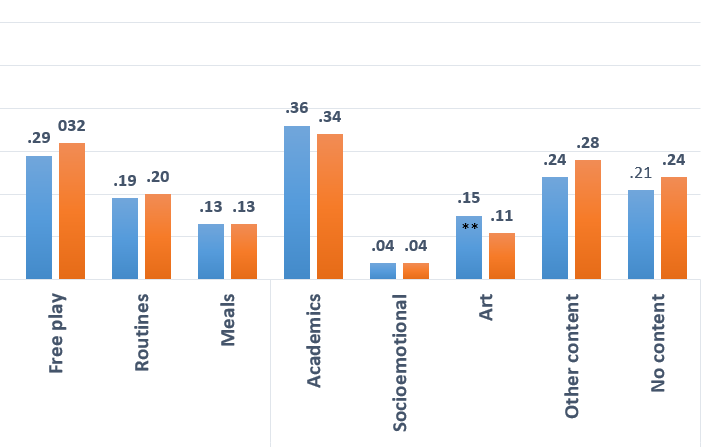 .29
032
.19
.20
.13
.13
.36
.34
.04
.04
.15
**
.11
.24
.28
.21
.24
Free play
Routines
Meals
Academics
Socioemotional
Art
Other content
No content